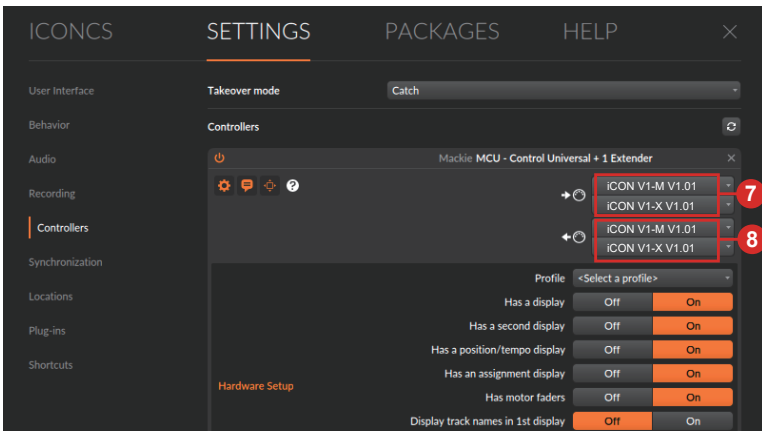 ICONCS SETTINGS PACKAGES HELP
User Interface
Behavior
Audio
Recording
Controllers
Synchronization
Locations
Plug-ins
Shortcuts
Takeover mode Catch
Controllers
Mackie MCU - Control Universal + 1 Extender
?
iCON V1-M V1.01
iCON V1-X V1.01
7
iCON V1-M V1.01
iCON V1-X V1.01
8
Profile <Select a profile>
Hardware Setup
Has a display Off On
Has a second display Off On
Has a position/tempo display Off On
Has an assignment display Off On
Has motor faders Off On
Display track names in 1st display Off On